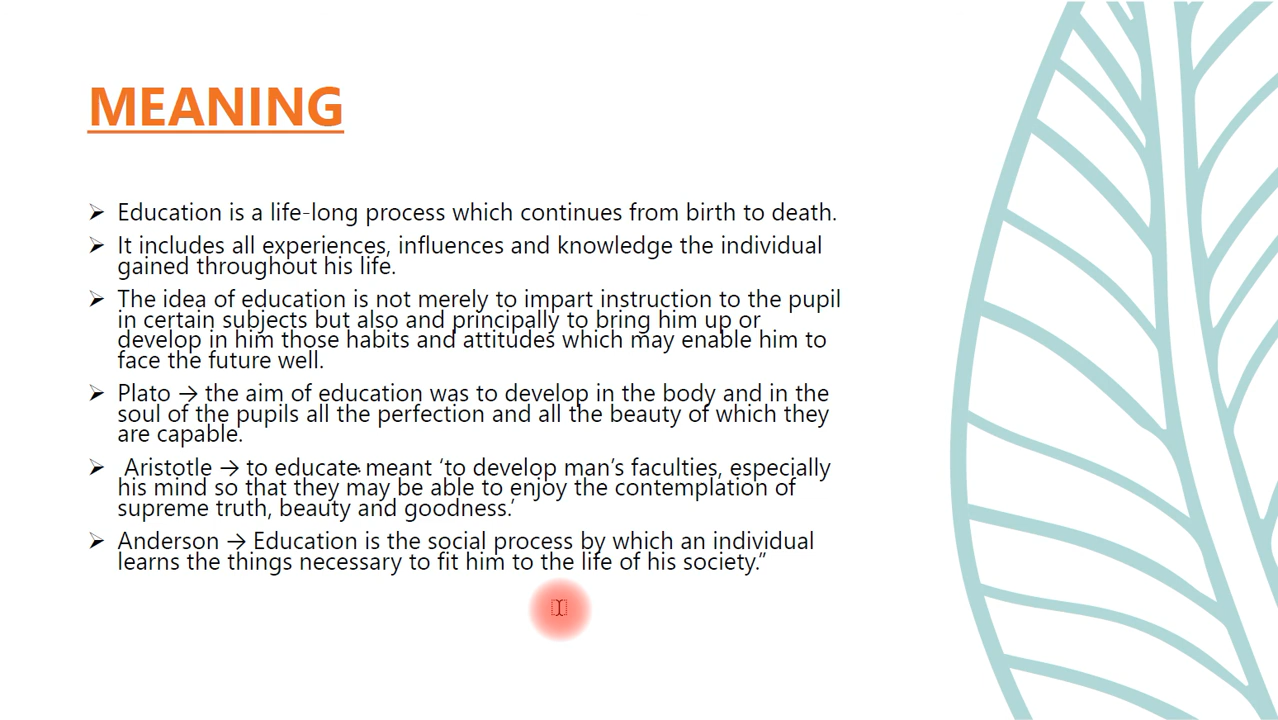 MEANING
➢ Education is a life-long process which continues from birth to death.
➢ It includes all experiences, influences and knowledge the individual
gained throughout his life.
➢ The idea of education is not merely to impart instruction to the pupil
in certain subjects but also and principally to bring him up or
develop in him those habits and attitudes which may enable him to
face the future well.
➢ Plato → the aim of education was to develop in the body and in the
soul of the pupils all the perfection and all the beauty of which they
are capable.
➢ Aristotle → to educate meant ‘to develop man’s faculties, especially
his mind so that they may be able to enjoy the contemplation of
supreme truth, beauty and goodness.’
➢ Anderson → Education is the social process by which an individual
learns the things necessary to fit him to the life of his society.”